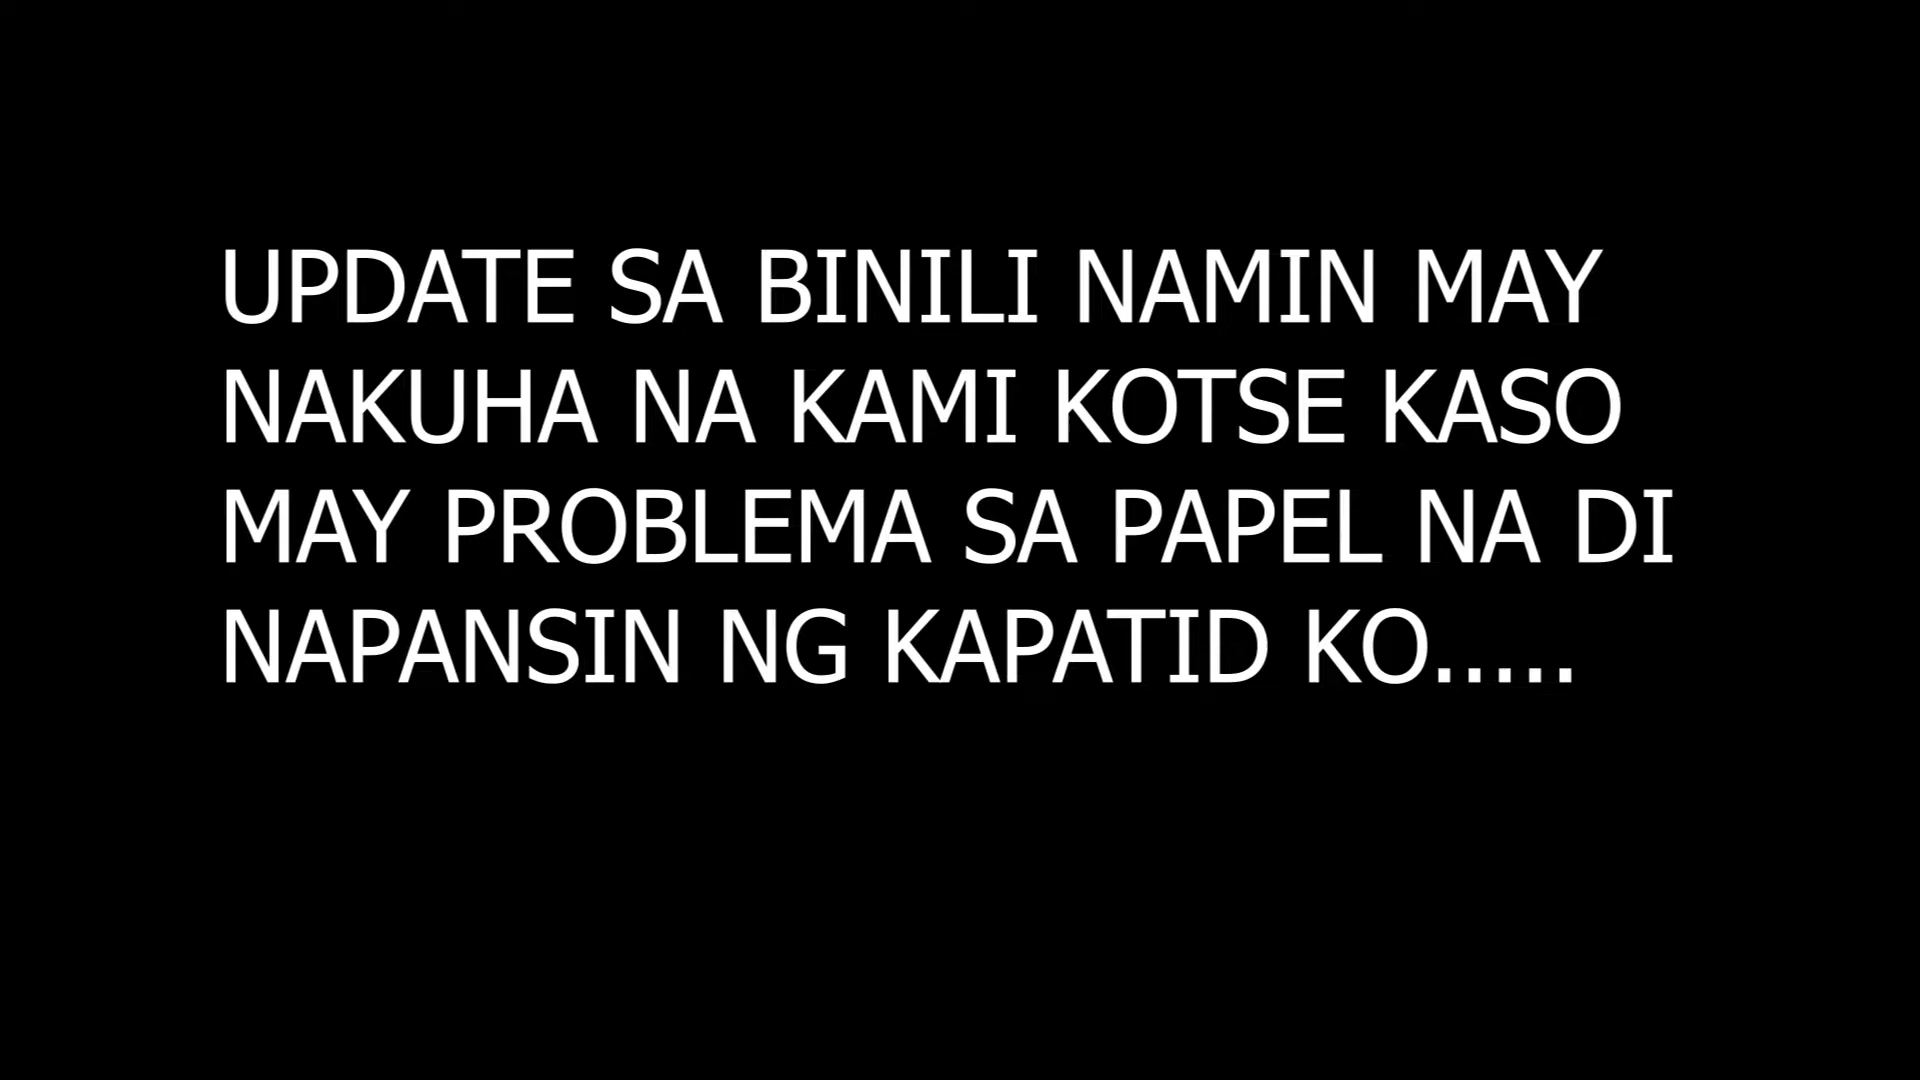 UPDATE SA BINILI NAMIN MAY
NAKUHA NA KAMI KOTSE KASO
MAY PROBLEMA SA PAPEL NA DI
NAPANSIN NG KAPATID KO.....